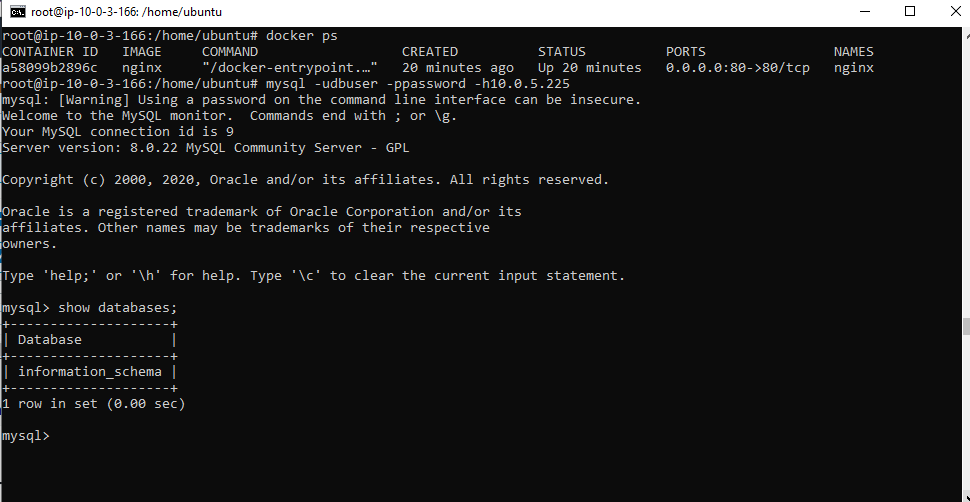 root@ip-10-0-3-166: /home/ubuntu
root@ip-10-0-3-166:/home/ubuntu# docker ps
CONTAINER ID   IMAGE     COMMAND                  CREATED          STATUS          PORTS                NAMES
a58099b2896c   nginx     "/docker-entrypoint.…"   20 minutes ago   Up 20 minutes   0.0.0.0:80->80/tcp   nginx
root@ip-10-0-3-166:/home/ubuntu# mysql -udbuser -ppassword -h10.0.5.225
mysql: [Warning] Using a password on the command line interface can be insecure.
Welcome to the MySQL monitor.  Commands end with ; or \g.
Your MySQL connection id is 9
Server version: 8.0.22 MySQL Community Server - GPL

Copyright (c) 2000, 2020, Oracle and/or its affiliates. All rights reserved.

Oracle is a registered trademark of Oracle Corporation and/or its
affiliates. Other names may be trademarks of their respective
owners.

Type 'help;' or '\h' for help. Type '\c' to clear the current input statement.

mysql> show databases;
+--------------------+
| Database           |
+--------------------+
| information_schema |
+--------------------+
1 row in set (0.00 sec)

mysql>